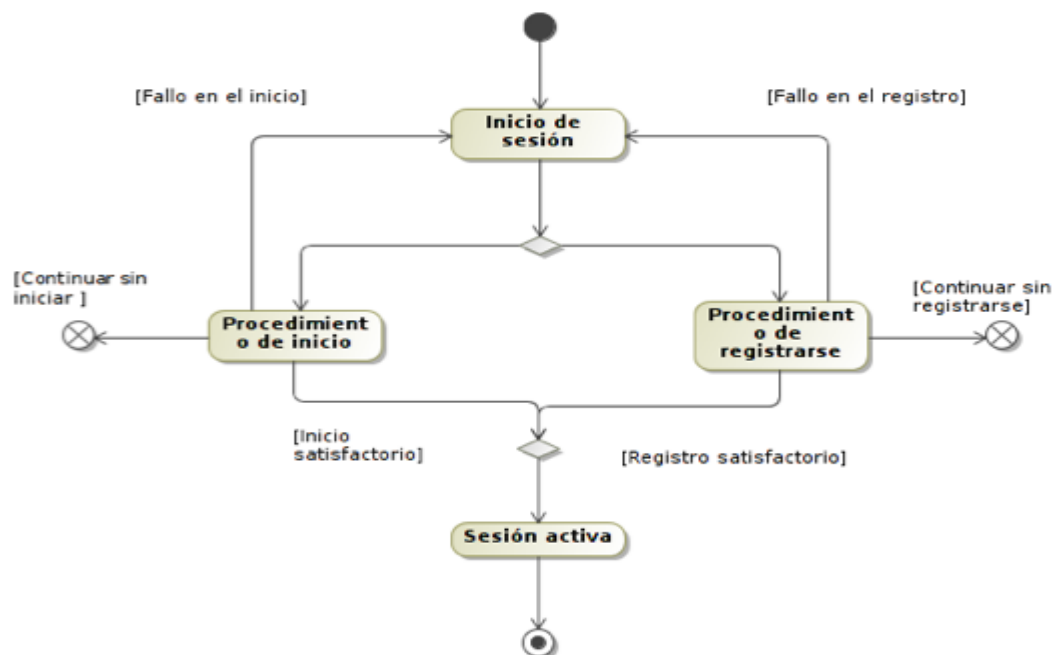 [Fallo en el inicio]
[Fallo en el registro]
Inicio de
sesión
[Continuar sin
iniciar ]
[Continuar sin
registrarse]
Procedimient
o de inicio
Procedimient
o de
registrarse
[Inicio
satisfactorio]
[Registro satisfactorio]
Sesión activa